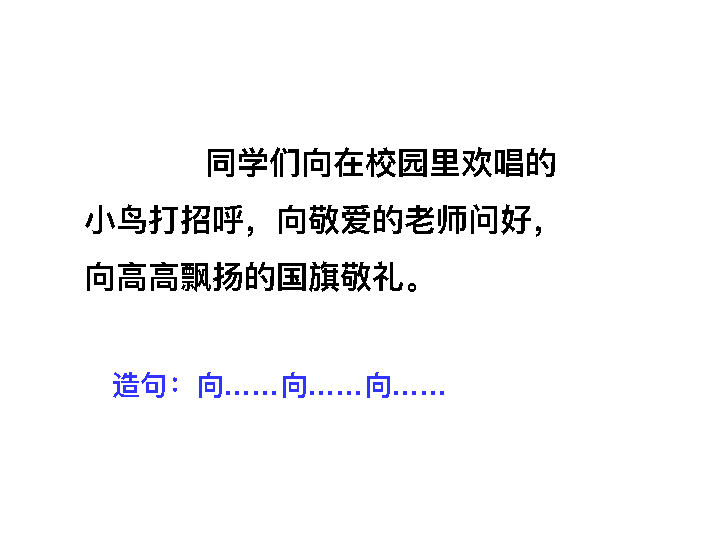 同学们向在校园里欢唱的
小鸟打招呼，向敬爱的老师问好，
向高高飘扬的国旗敬礼。
造句：向……向……向……